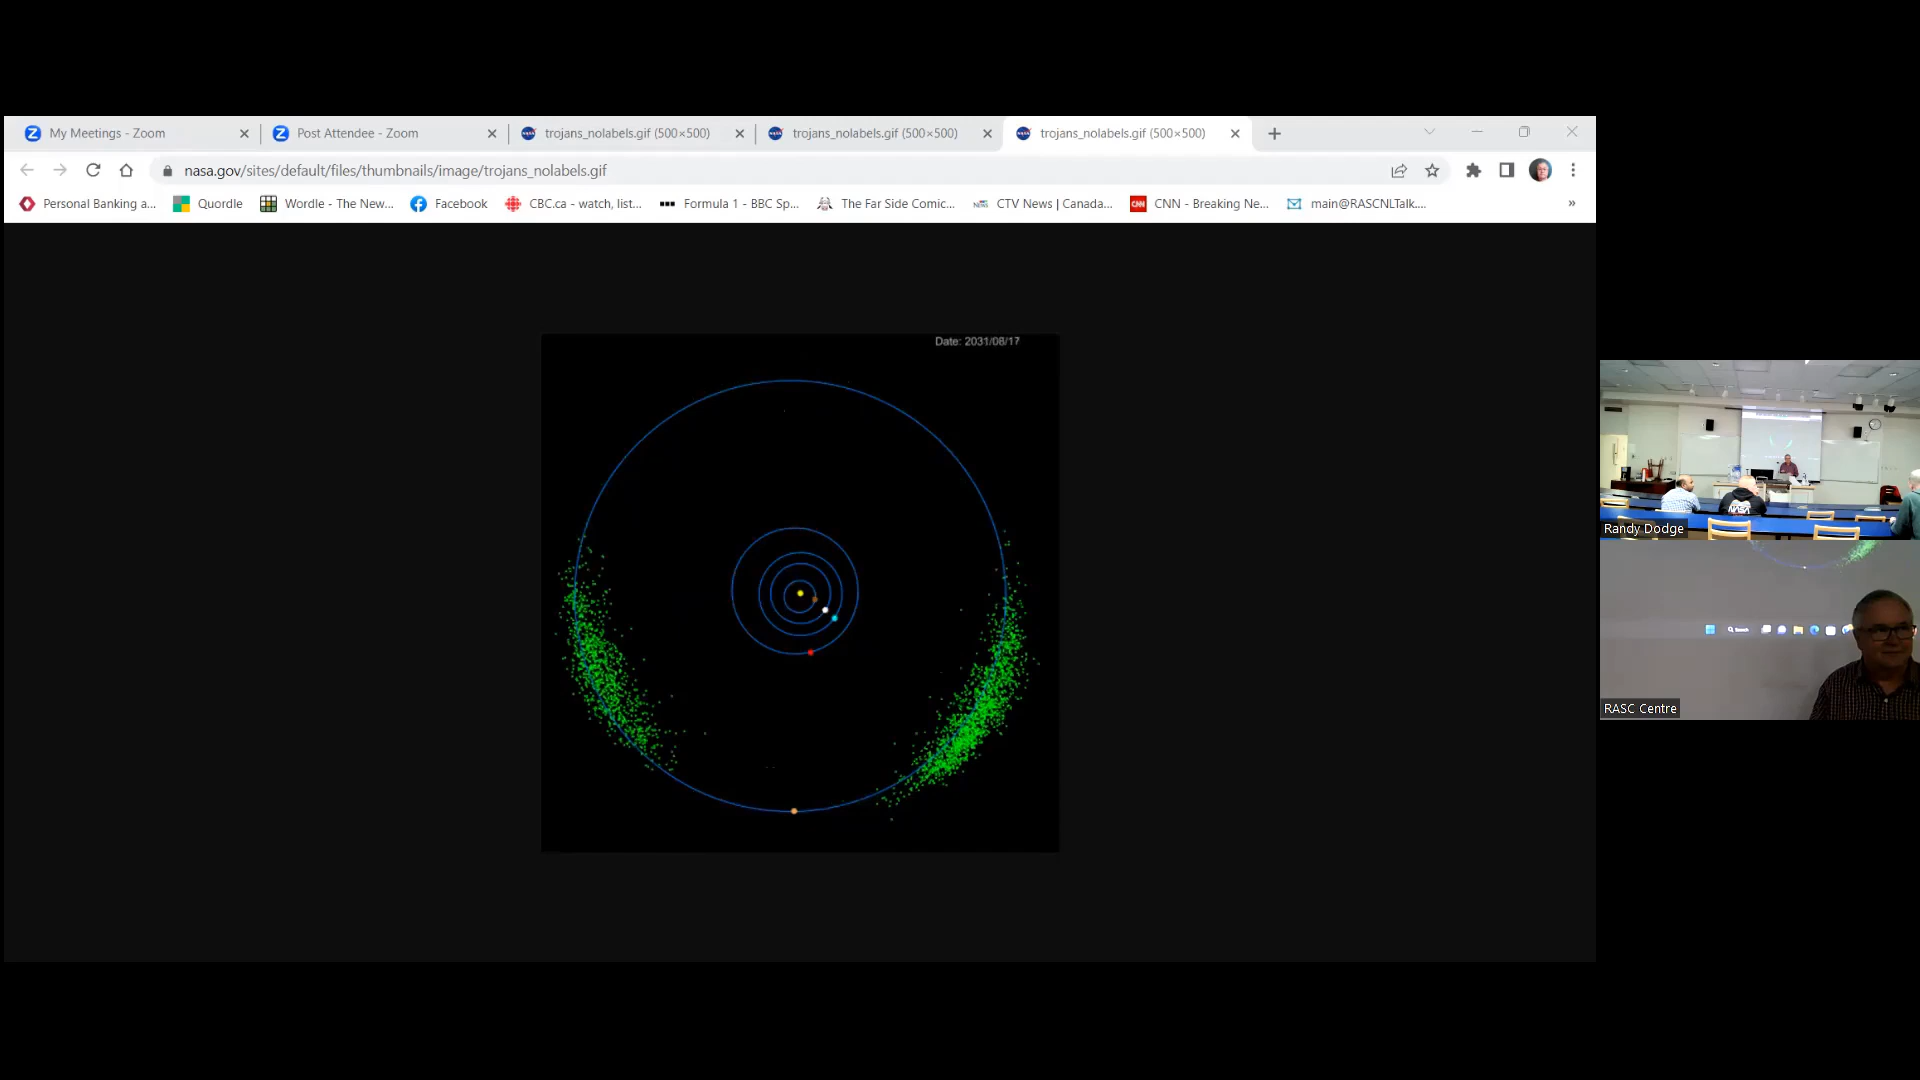 My Meetings - Zoom
Post Attendee - Zoom
trojans_nolabels.gif (500×500)
trojans_nolabels.gif (500×500)
trojans_nolabels.gif (500×500)
nasa.gov/sites/default/files/thumbnails/image/trojans_nolabels.gif
Personal Banking a...
Quordle
Wordle - The New...
Facebook
CBC.ca - watch, list...
Formula 1 - BBC Sp...
The Far Side Comic...
CTV News | Canada...
CNN
CNN - Breaking Ne...
main@RASCNLTalk....
Date: 2031/08/17
NASA
Randy Dodge
Search
RASC Centre